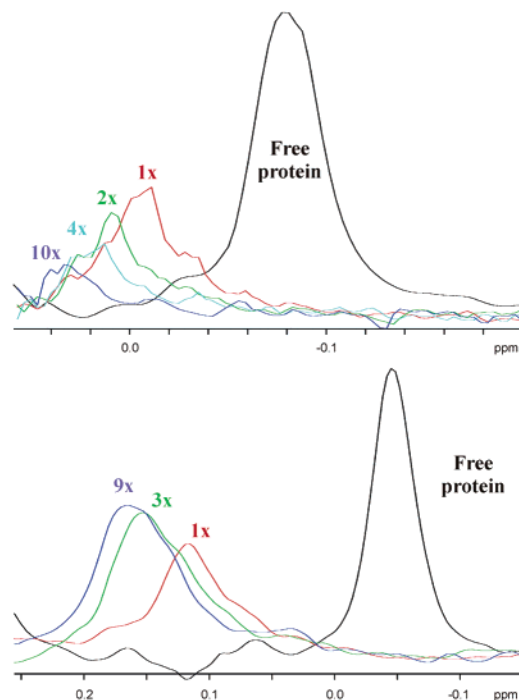 Free
protein
1x
2x
4x
10x
0.0
-0.1
ppm
Free
protein
9x
3x
1x
0.2
0.1
0.0
-0.1
ppm